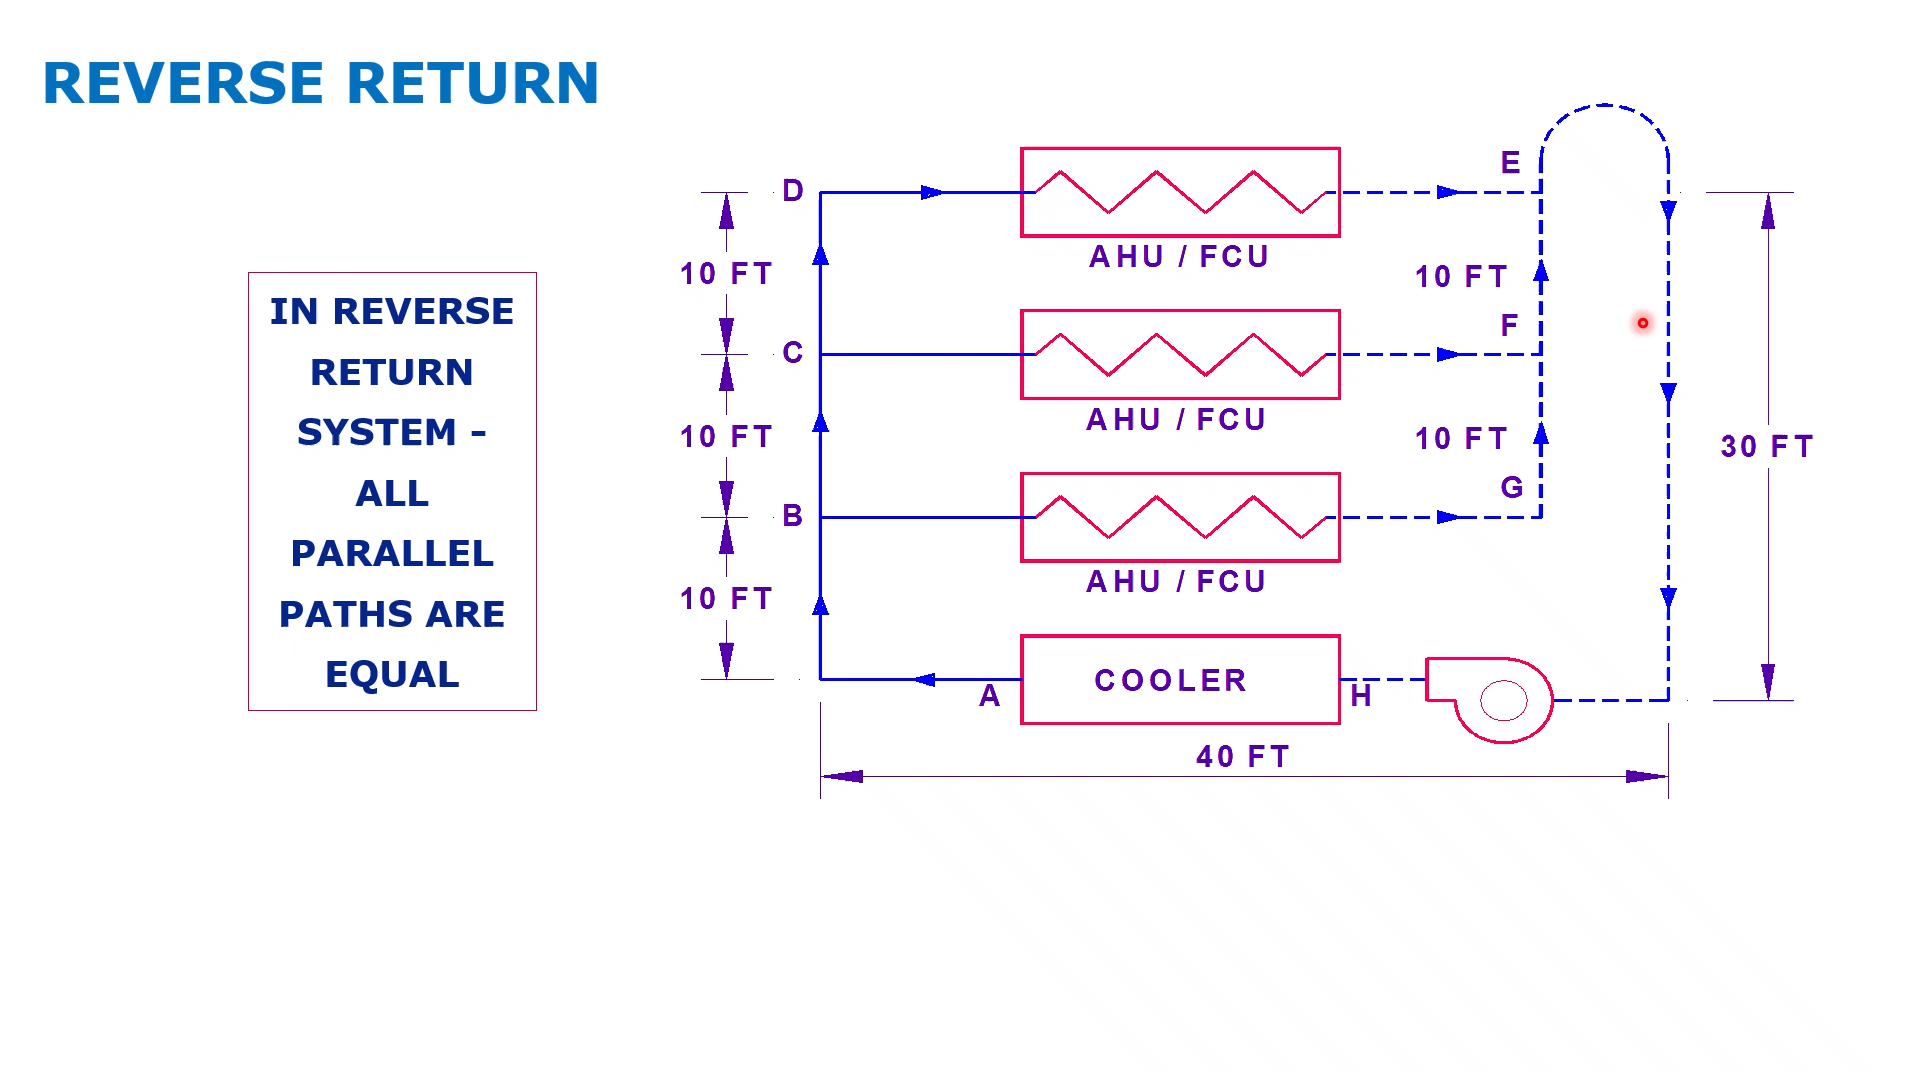 REVERSE RETURN
IN REVERSE
RETURN
SYSTEM –
ALL
PARALLEL
PATHS ARE
EQUAL
D
E
AHU / FCU
10 FT
10 FT
C
F
AHU / FCU
10 FT
10 FT
30 FT
B
G
AHU / FCU
10 FT
A
COOLER
H
40 FT